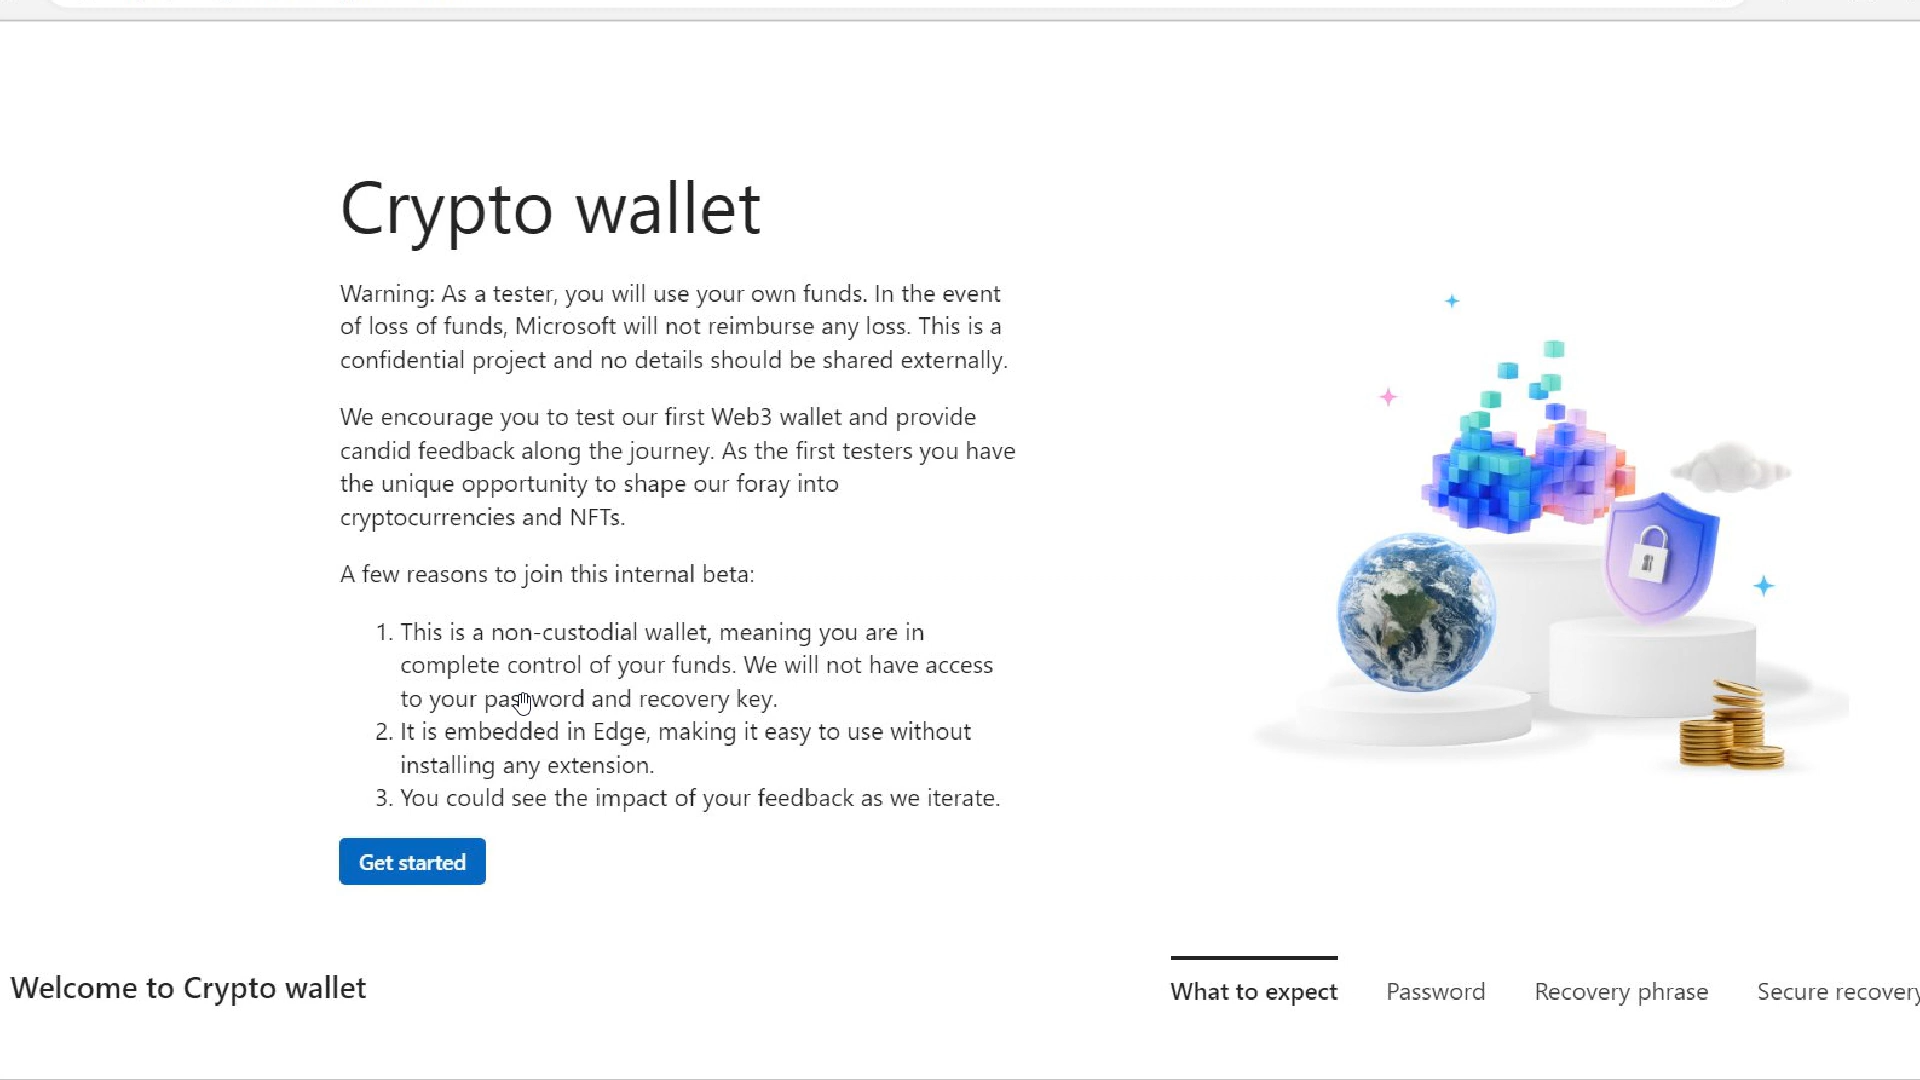 Crypto wallet
Warning: As a tester, you will use your own funds. In the event
of loss of funds, Microsoft will not reimburse any loss. This is a
confidential project and no details should be shared externally.
We encourage you to test our first Web3 wallet and provide
candid feedback along the journey. As the first testers you have
the unique opportunity to shape our foray into
cryptocurrencies and NFTs.
A few reasons to join this internal beta:
1. This is a non-custodial wallet, meaning you are in
complete control of your funds. We will not have access
to your password and recovery key.
2. It is embedded in Edge, making it easy to use without
installing any extension.
3. You could see the impact of your feedback as we iterate.
Get started
Welcome to Crypto wallet
What to expect Password Recovery phrase Secure recovery